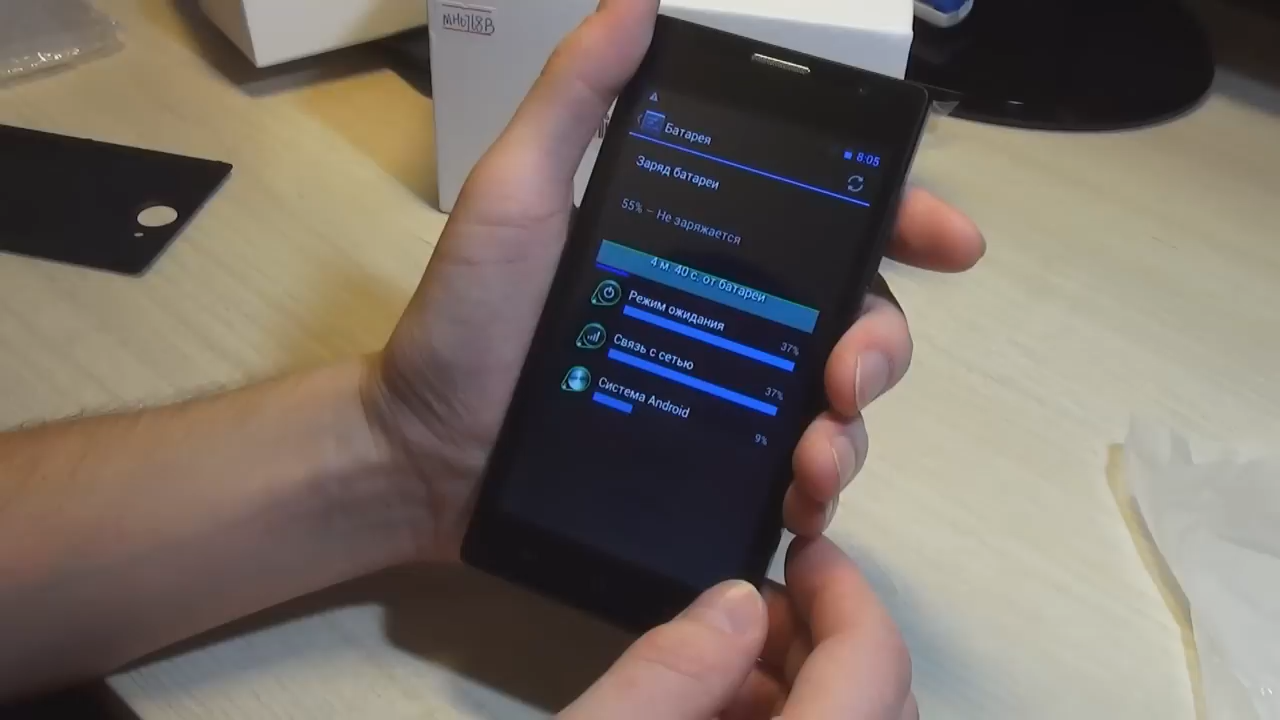 MH6768B
Батарея
8:05
Заряд батареи
55% – Не заряжается
4 м. 40 с. от батареи
Режим ожидания
37%
Связь с сетью
37%
Система Android
9%